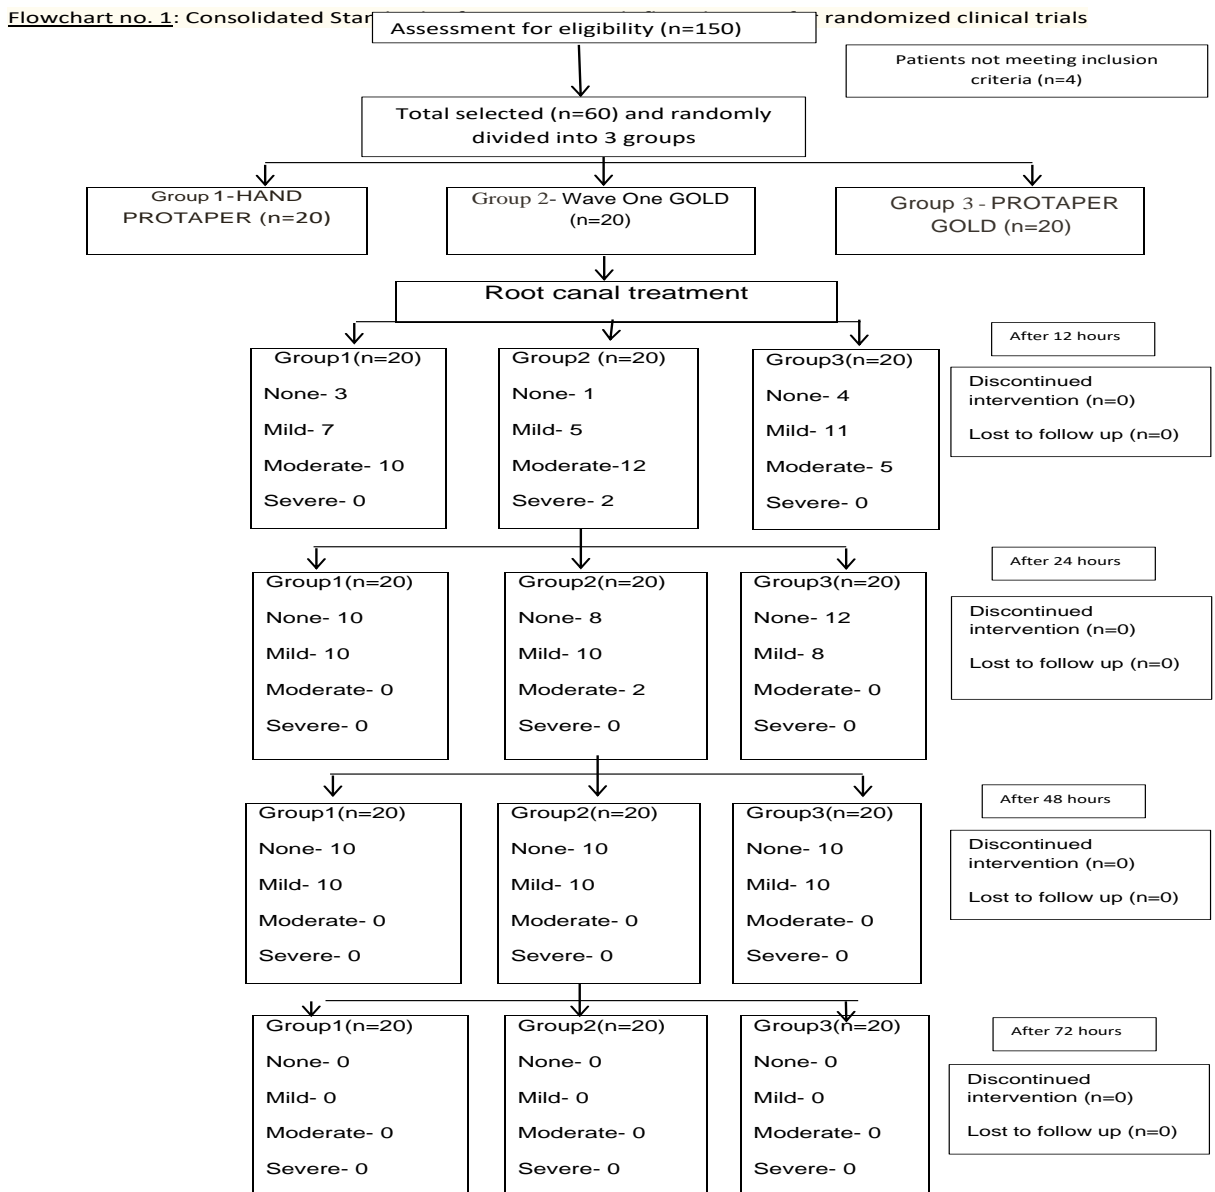 Flowchart no. 1: Consolidated randomized clinical trials
Assessment for eligibility (n=150)
Patients not meeting inclusion
criteria (n=4)
Total selected (n=60) and randomly
divided into 3 groups
Group 1-HAND
PROTAPER (n=20)
Group 2- Wave One GOLD
(n=20)
Group 3 - PROTAPER
GOLD (n=20)
Root canal treatment
After 12 hours
Group1(n=20)
None- 3
Mild- 7
Moderate- 10
Severe- 0
Group2 (n=20)
None- 1
Mild- 5
Moderate-12
Severe- 2
Group3(n=20)
None- 4
Mild- 11
Moderate- 5
Severe- 0
Discontinued
intervention (n=0)
Lost to follow up (n=0)
After 24 hours
Group1(n=20)
None- 10
Mild- 10
Moderate- 0
Severe- 0
Group2(n=20)
None- 8
Mild- 10
Moderate- 2
Severe- 0
Group3(n=20)
None- 12
Mild- 8
Moderate- 0
Severe- 0
Discontinued
intervention (n=0)
Lost to follow up (n=0)
After 48 hours
Group1(n=20)
None- 10
Mild- 10
Moderate- 0
Severe- 0
Group2(n=20)
None- 10
Mild- 10
Moderate- 0
Severe- 0
Group3(n=20)
None- 10
Mild- 10
Moderate- 0
Severe- 0
Discontinued
intervention (n=0)
Lost to follow up (n=0)
After 72 hours
Group1(n=20)
None- 0
Mild- 0
Moderate- 0
Severe- 0
Group2(n=20)
None- 0
Mild- 0
Moderate- 0
Severe- 0
Group3(n=20)
None- 0
Mild- 0
Moderate- 0
Severe- 0
Discontinued
intervention (n=0)
Lost to follow up (n=0)